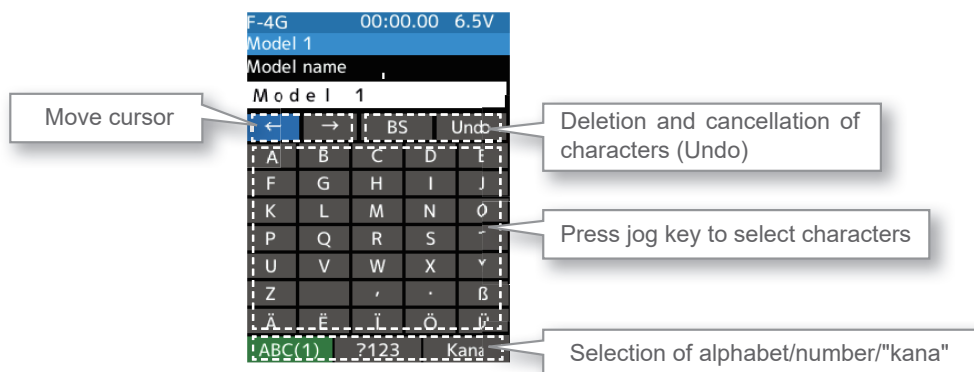 F-4G 00:00.00 6.5V
Model 1
Model name
Model 1
Move cursor
← → BS Undo
Deletion and cancellation of
characters (Undo)
A B C D E
F G H I J
K L M N O
P Q R S
Press jog key to select characters
U V W X
Z , . ß
Ä Ë Ï Ö Ü
ABC(1) ?123 Kana
Selection of alphabet/number/"kana"